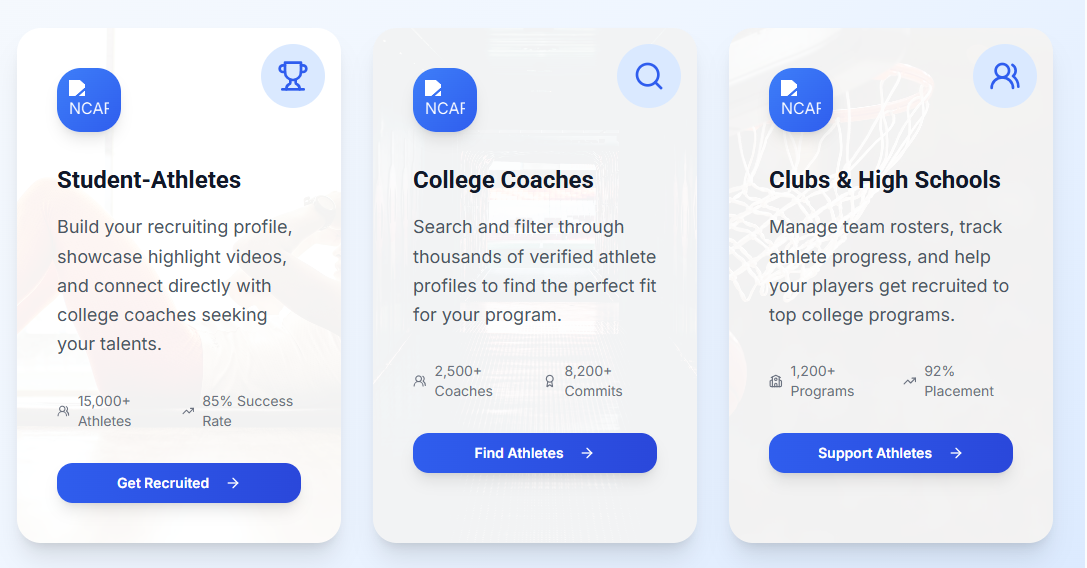 NCAF
Student-Athletes
Build your recruiting profile,
showcase highlight videos,
and connect directly with
college coaches seeking
your talents.
15,000+
Athletes
85% Success
Rate
Get Recruited
NCAF
College Coaches
Search and filter through
thousands of verified athlete
profiles to find the perfect fit
for your program.
2,500+
Coaches
8,200+
Commits
Find Athletes
NCAF
Clubs & High Schools
Manage team rosters, track
athlete progress, and help
your players get recruited to
top college programs.
1,200+
Programs
92%
Placement
Support Athletes